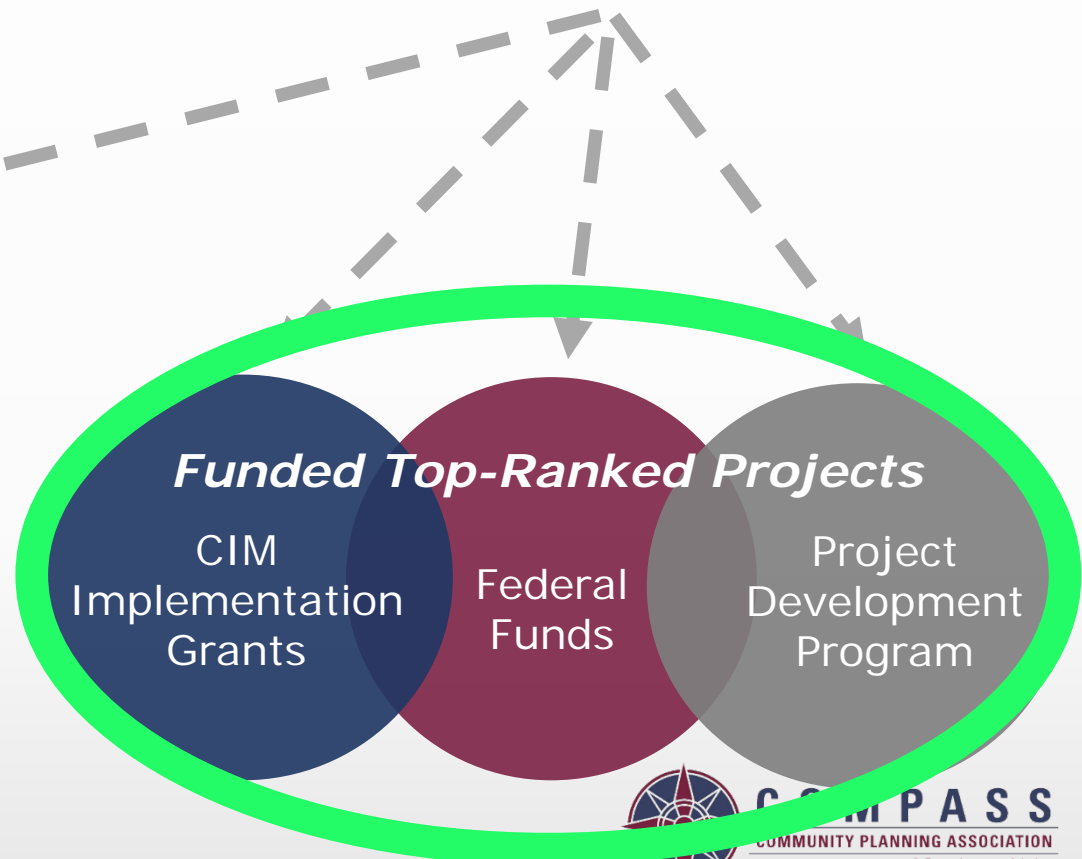 Funded Top-Ranked Projects
CIM
Implementation
Grants
Federal
Funds
Project
Development
Program
COMPASS
COMMUNITY PLANNING ASSOCIATION